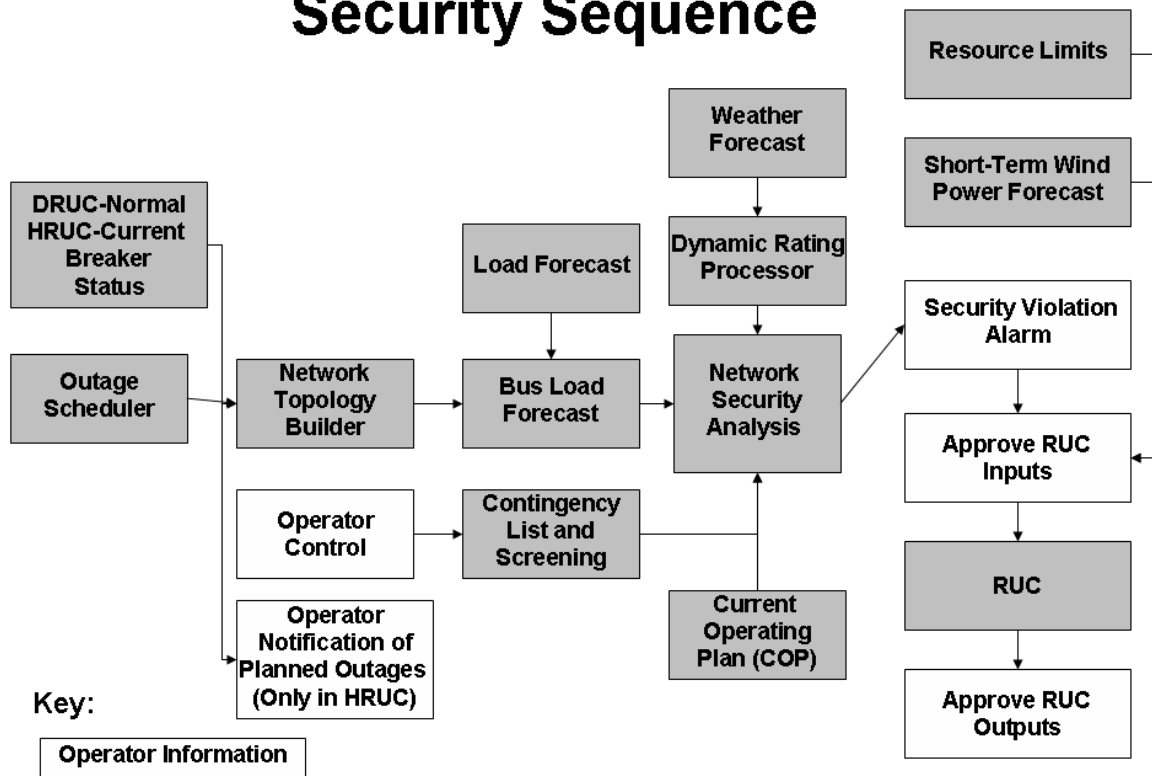 Security Sequence
Resource Limits
Weather
Forecast
Short-Term Wind
Power Forecast
DRUC-Normal
HRUC-Current
Breaker
Status
Load Forecast
Dynamic Rating
Processor
Security Violation
Alarm
Outage
Scheduler
Network
Topology
Builder
Bus Load
Forecast
Network
Security
Analysis
Approve RUC
Inputs
Operator
Control
Contingency
List and
Screening
RUC
Operator
Notification of
Planned Outages
(Only in HRUC)
Current
Operating
Plan (COP)
Approve RUC
Outputs
Key:
Operator Information